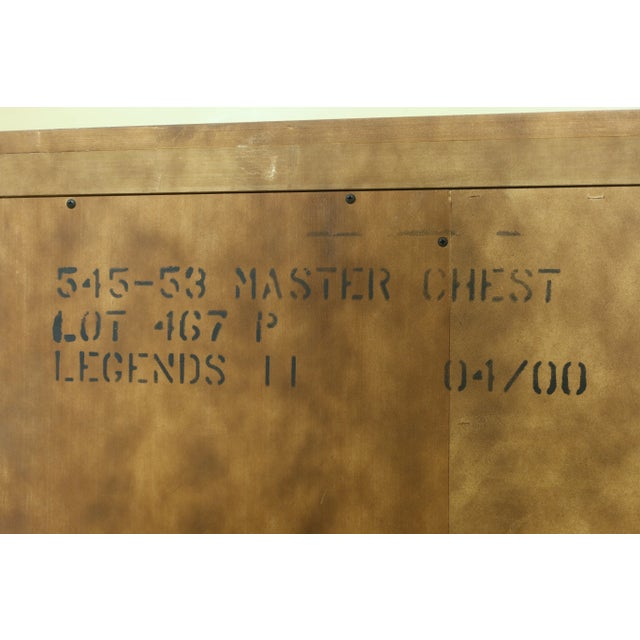 545-53 MASTER CHEST
LOT 467 P
LEGENDS II 04/00